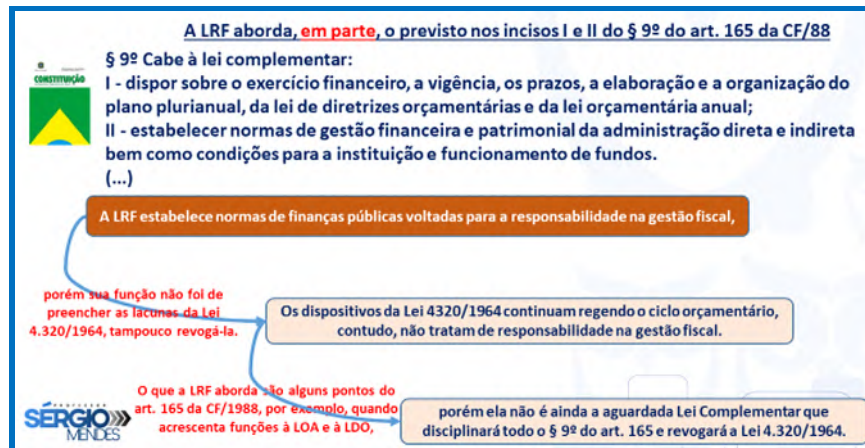 A LRF aborda, em parte, o previsto nos incisos I e II do § 9º do art. 165 da CF/88
§ 9º Cabe à lei complementar:
I - dispor sobre o exercício financeiro, a vigência, os prazos, a elaboração e a organização do
plano plurianual, da lei de diretrizes orçamentárias e da lei orçamentária anual;
II - estabelecer normas de gestão financeira e patrimonial da administração direta e indireta
bem como condições para a instituição e funcionamento de fundos.
(...)
CONSTITUIÇÃO
A LRF estabelece normas de finanças públicas voltadas para a responsabilidade na gestão fiscal,
porém sua função não foi de
preencher as lacunas da Lei
4.320/1964, tampouco revogá-la.
Os dispositivos da Lei 4320/1964 continuam regendo o ciclo orçamentário,
contudo, não tratam de responsabilidade na gestão fiscal.
O que a LRF aborda são alguns pontos do
art. 165 da CF/1988, por exemplo, quando
acrescenta funções à LOA e à LDO,
porém ela não é ainda a aguardada Lei Complementar que
disciplinará todo o § 9º do art. 165 e revogará a Lei 4.320/1964.
PROFESSOR
SÉRGIO
MENDES